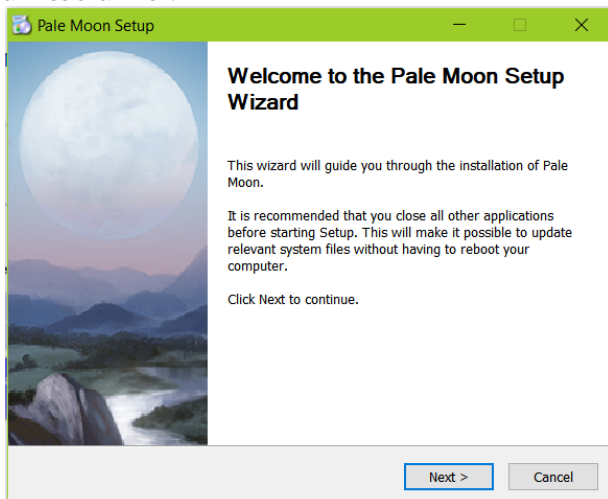 Pale Moon Setup
Welcome to the Pale Moon Setup
Wizard
This wizard will guide you through the installation of Pale
Moon.
It is recommended that you close all other applications
before starting Setup. This will make it possible to update
relevant system files without having to reboot your
computer.
Click Next to continue.
Next >
Cancel